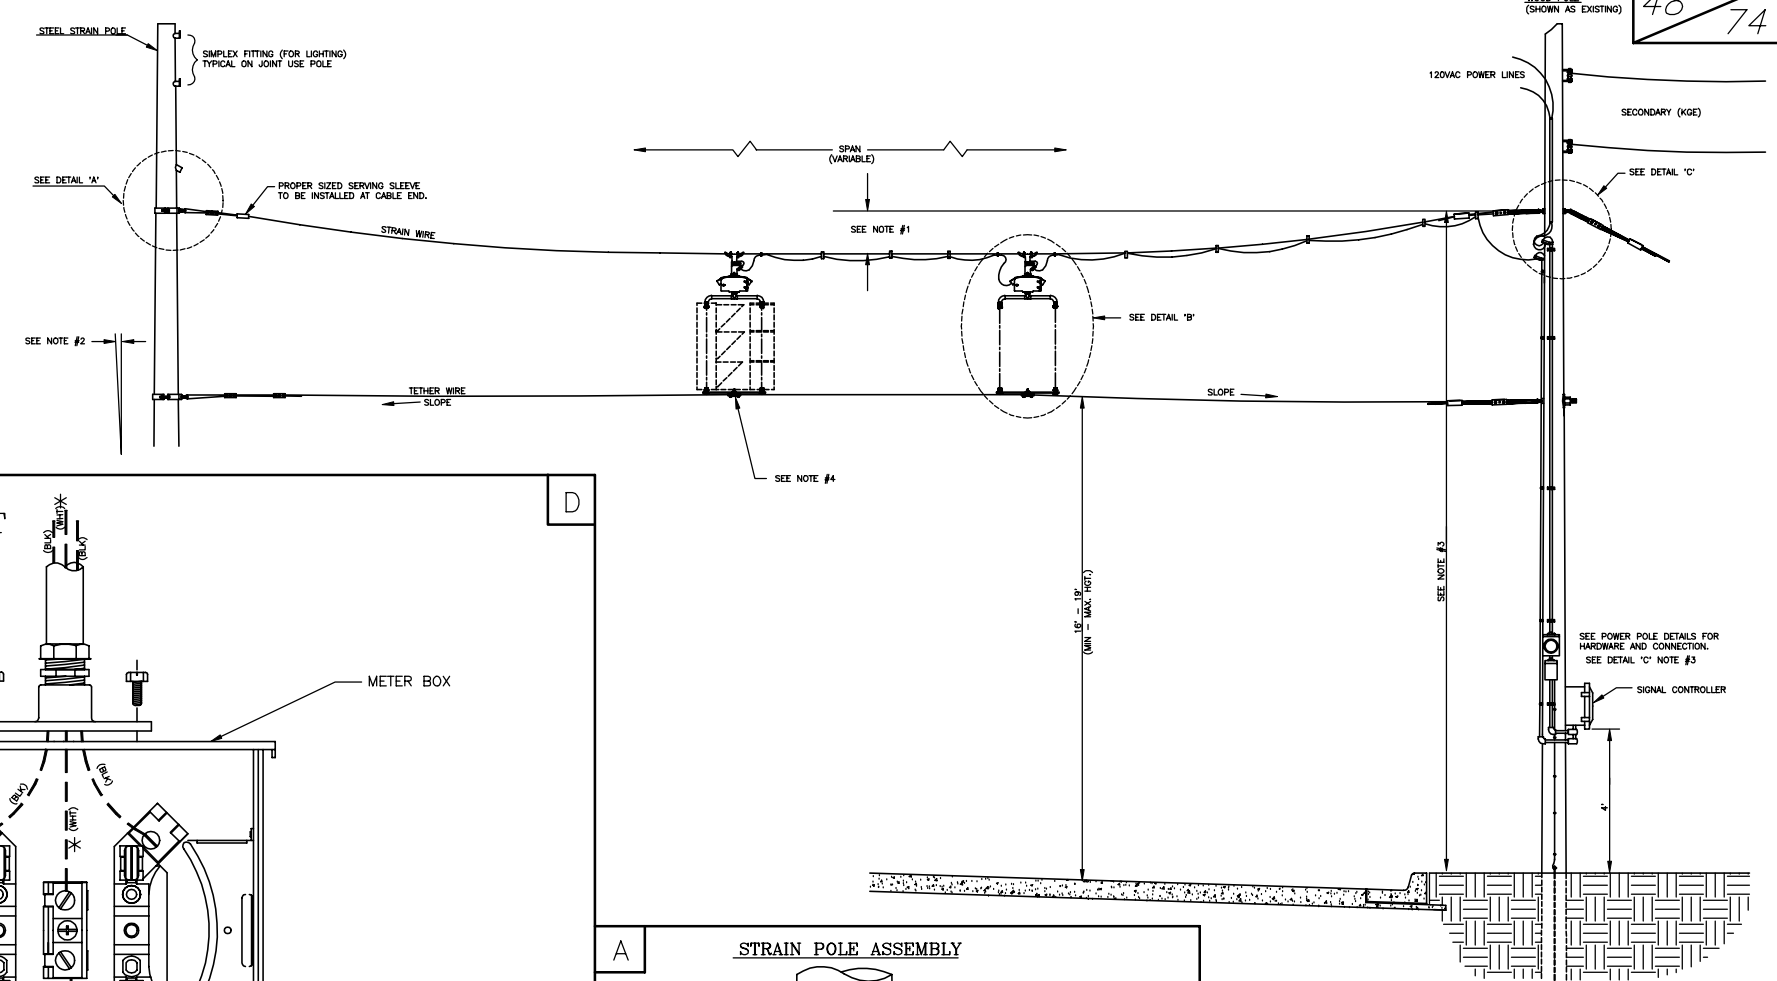 (SHOWN AS EXISTING)
74
STEEL STRAIN POLE
SIMPLEX FITTING (FOR LIGHTING)
TYPICAL ON JOINT USE POLE
120VAC POWER LINES
SECONDARY (KGE)
SPAN
(VARIABLE)
SEE DETAIL 'A'
PROPER SIZED SERVING SLEEVE
TO BE INSTALLED AT CABLE END.
SEE DETAIL 'C'
STRAIN WIRE
SEE NOTE #1
SEE DETAIL 'B'
SEE NOTE #2
TETHER WIRE
SLOPE
SLOPE
SEE NOTE #4
D
(BLK)
(WHT)
(BLK)
16' - 19'
(MIN - MAX. HGT.)
SEE NOTE #3
SEE POWER POLE DETAILS FOR
HARDWARE AND CONNECTION.
SEE DETAIL 'C' NOTE #3
SIGNAL CONTROLLER
METER BOX
(BLK)
(BLK)
(WHT)
4'
A
STRAIN POLE ASSEMBLY